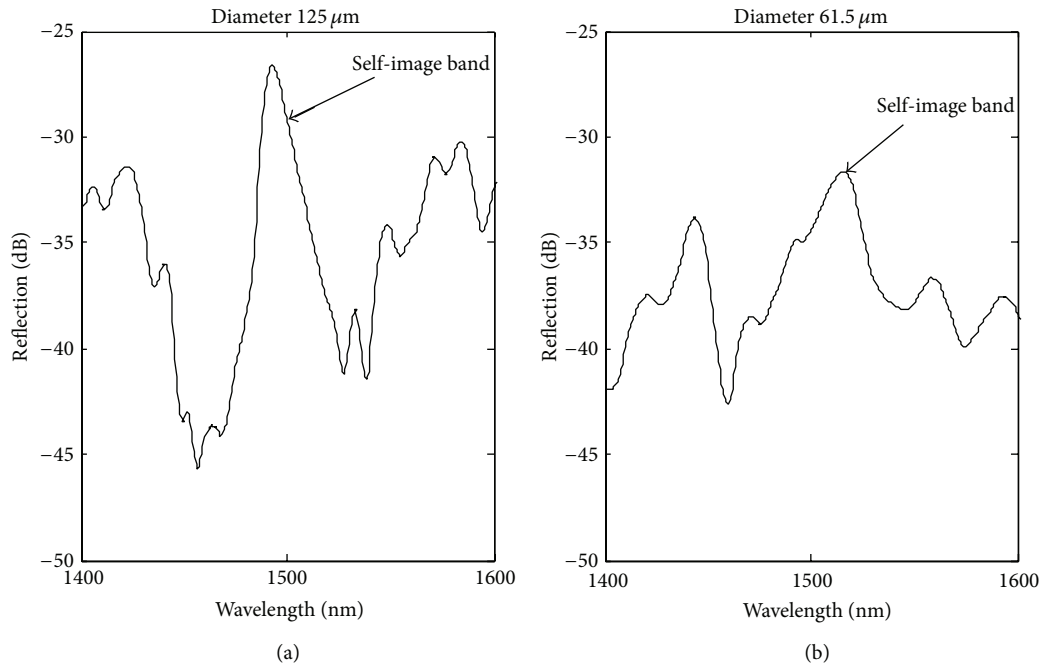 Diameter 125 μm
−25
−30
−35
−40
−45
−50
Reflection (dB)
Self-image band
1400
1500
1600
Wavelength (nm)
(a)
Diameter 61.5 μm
−25
−30
−35
−40
−45
−50
Reflection (dB)
Self-image band
1400
1500
1600
Wavelength (nm)
(b)